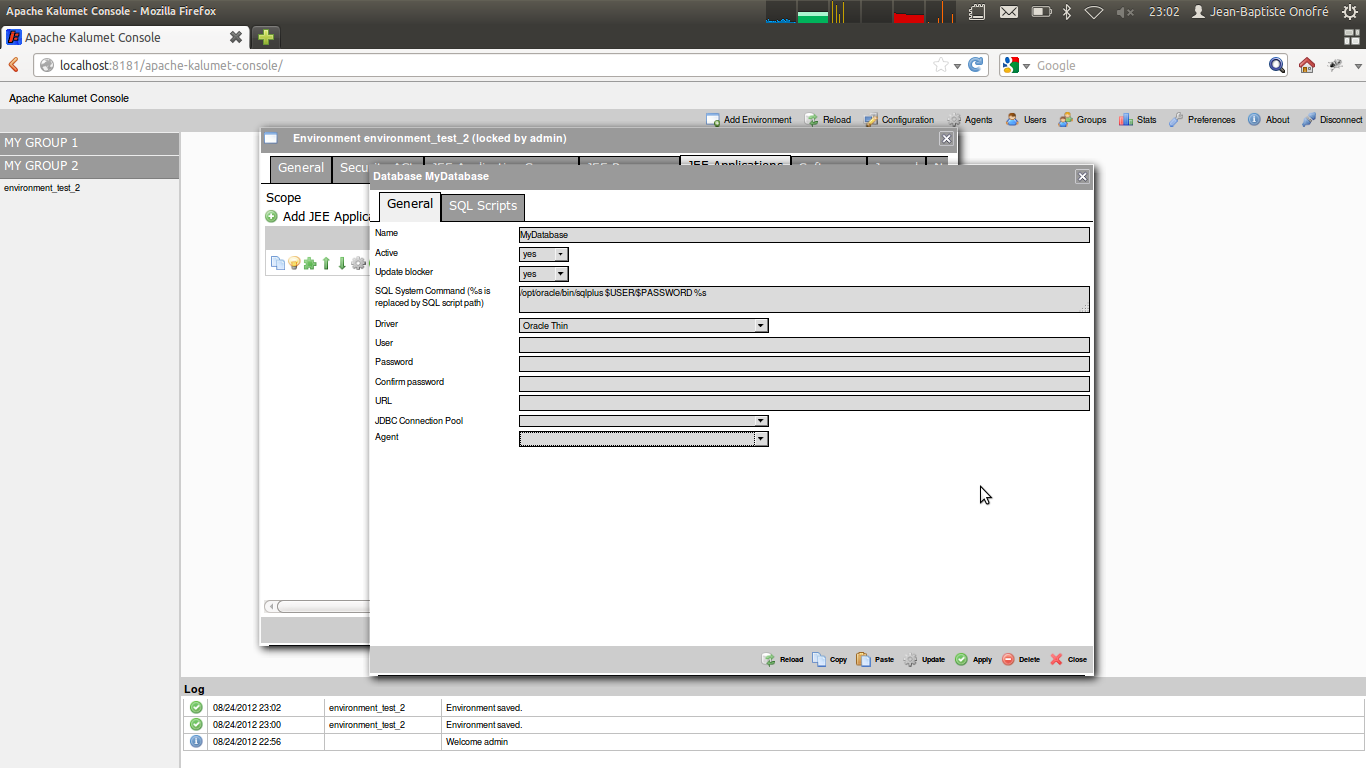 Apache Kalumet Console - Mozilla Firefox
23:02
Jean-Baptiste Onofré
Apache Kalumet Console
localhost:8181/apache-kalumet-console/
Google
Apache Kalumet Console
Add Environment
Reload
Configuration
Agents
Users
Groups
Stats
Preferences
About
Disconnect
MY GROUP 1
MY GROUP 2
environment_test_2
Environment environment_test_2 (locked by admin)
General
JEE Applications
Scope
Add JEE
Database MyDatabase
General
SQL Scripts
Name
MyDatabase
Active
yes
Update blocker
yes
SQL System Command (%s is
replaced by SQL script path)
/opt/oracle/bin/sqlplus $USER/$PASSWORD %s
Driver
Oracle Thin
User
Password
Confirm password
URL
JDBC Connection Pool
Agent
Reload
Copy
Paste
Update
Apply
Delete
Close
Log
08/24/2012 23:02 environment_test_2 Environment saved.
08/24/2012 23:00 environment_test_2 Environment saved.
08/24/2012 22:56 Welcome admin